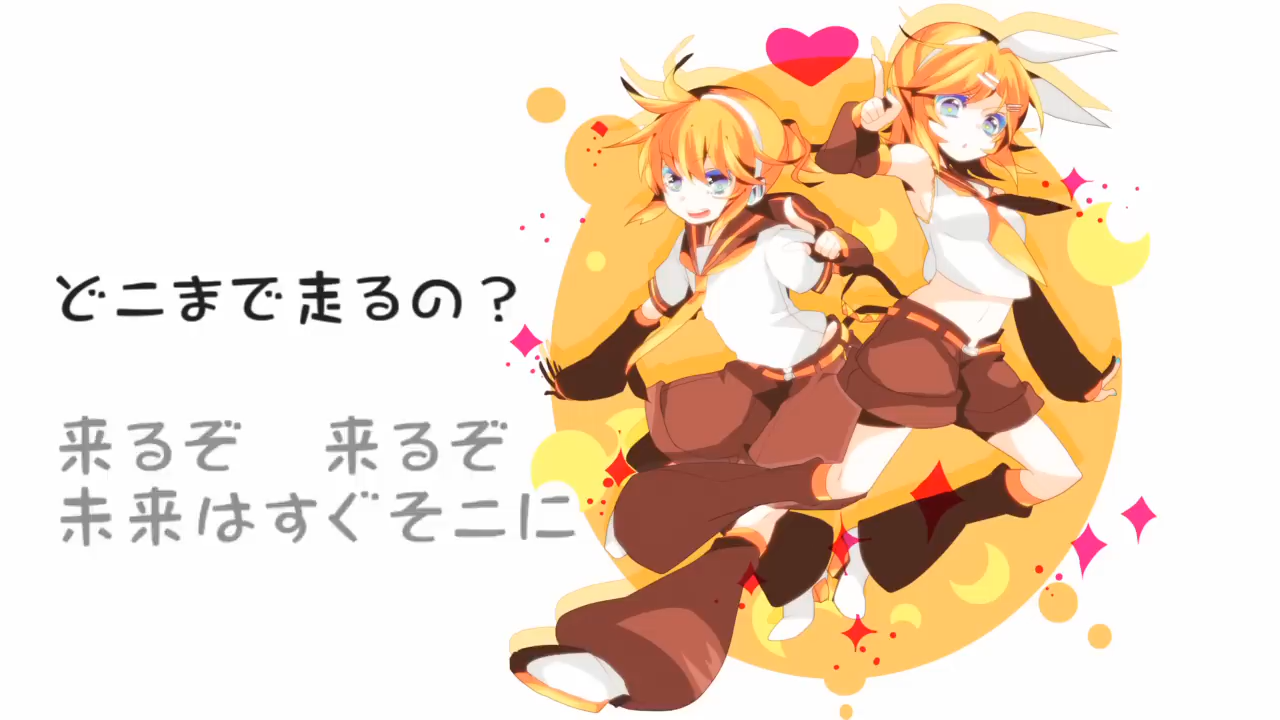 どこまで走るの？
来るぞ　来るぞ
未来はすぐそこに